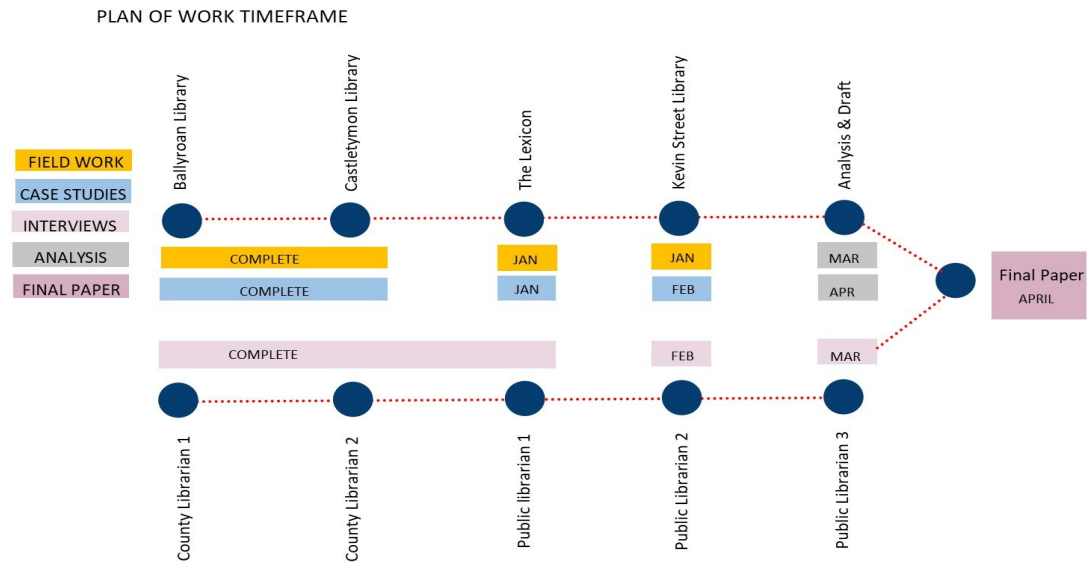 PLAN OF WORK TIMEFRAME
Ballyroan Library
Castletymon Library
The Lexicon
Kevin Street Library
Analysis & Draft
FIELD WORK
CASE STUDIES
INTERVIEWS
ANALYSIS
FINAL PAPER
COMPLETE
JAN
JAN
MAR
COMPLETE
JAN
FEB
APR
Final Paper
APRIL
COMPLETE
FEB
MAR
County Librarian 1
County Librarian 2
Public librarian 1
Public Librarian 2
Public Librarian 3